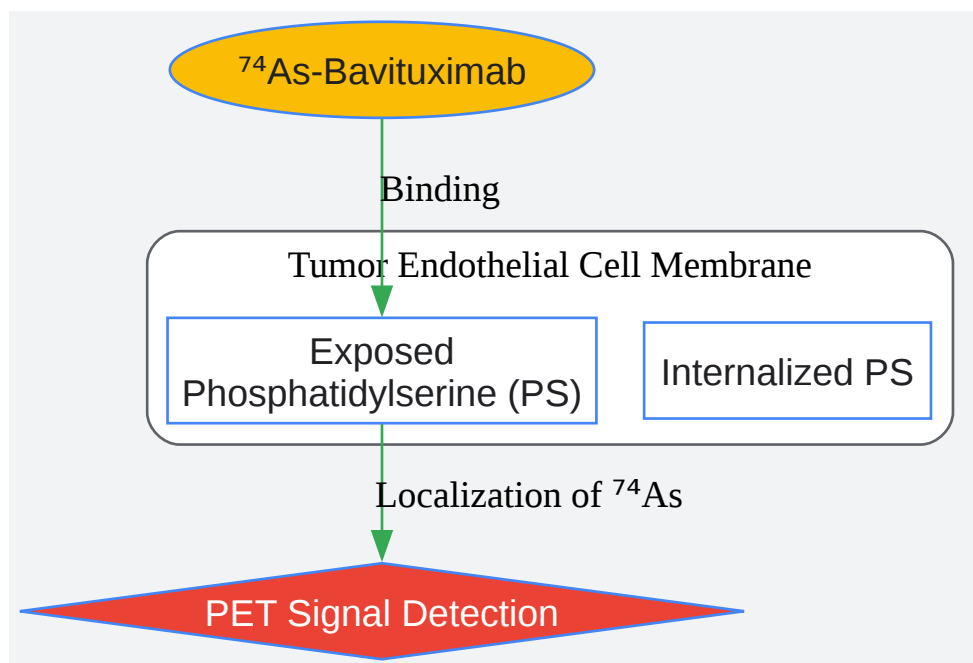 ⁷⁴As-Bavituximab
Binding
Tumor Endothelial Cell Membrane
Exposed
Phosphatidylserine (PS)
Internalized PS
Localization of ⁷⁴As
PET Signal Detection